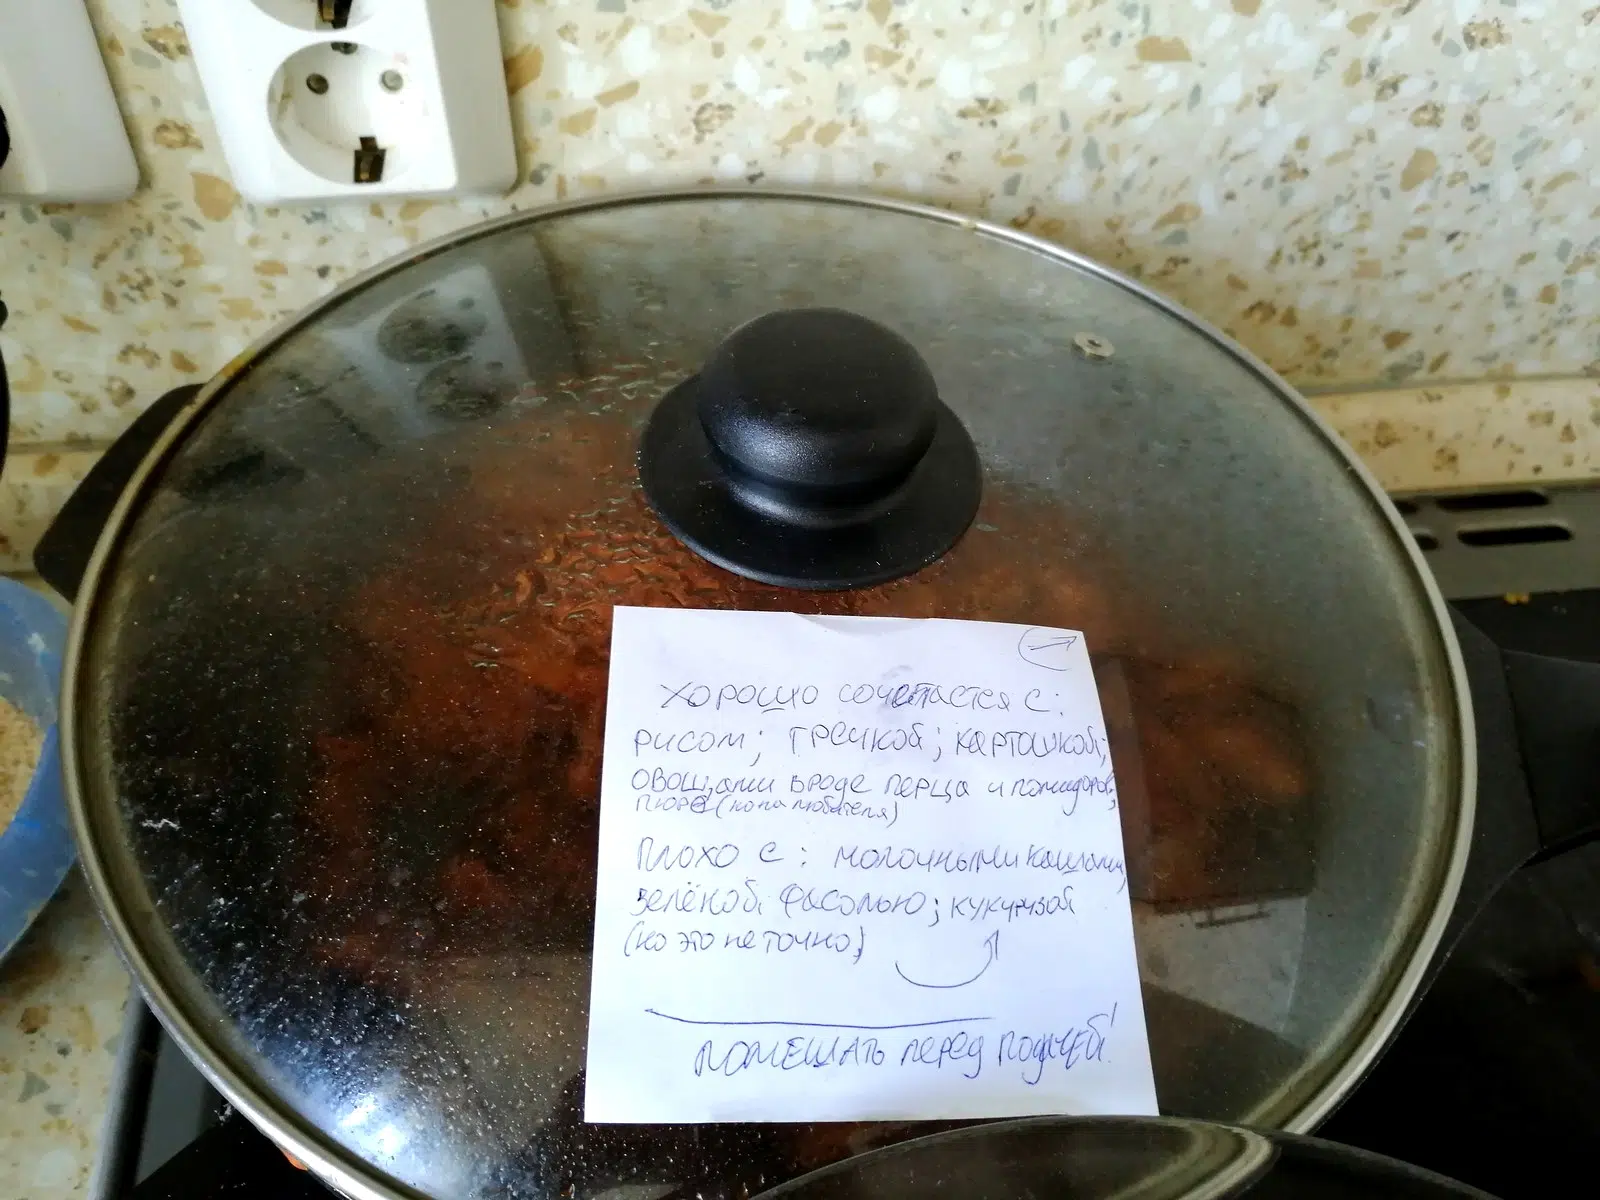 Хорошо сочетается с:
рисом; гречкой; картошкой;
овощами вроде перца и помидоров;
пюре (но на любителя)
Плохо с: молочными кашами,
зелёной фасолью; кукурузой
(но это не точно)
Помешать перед подачей!